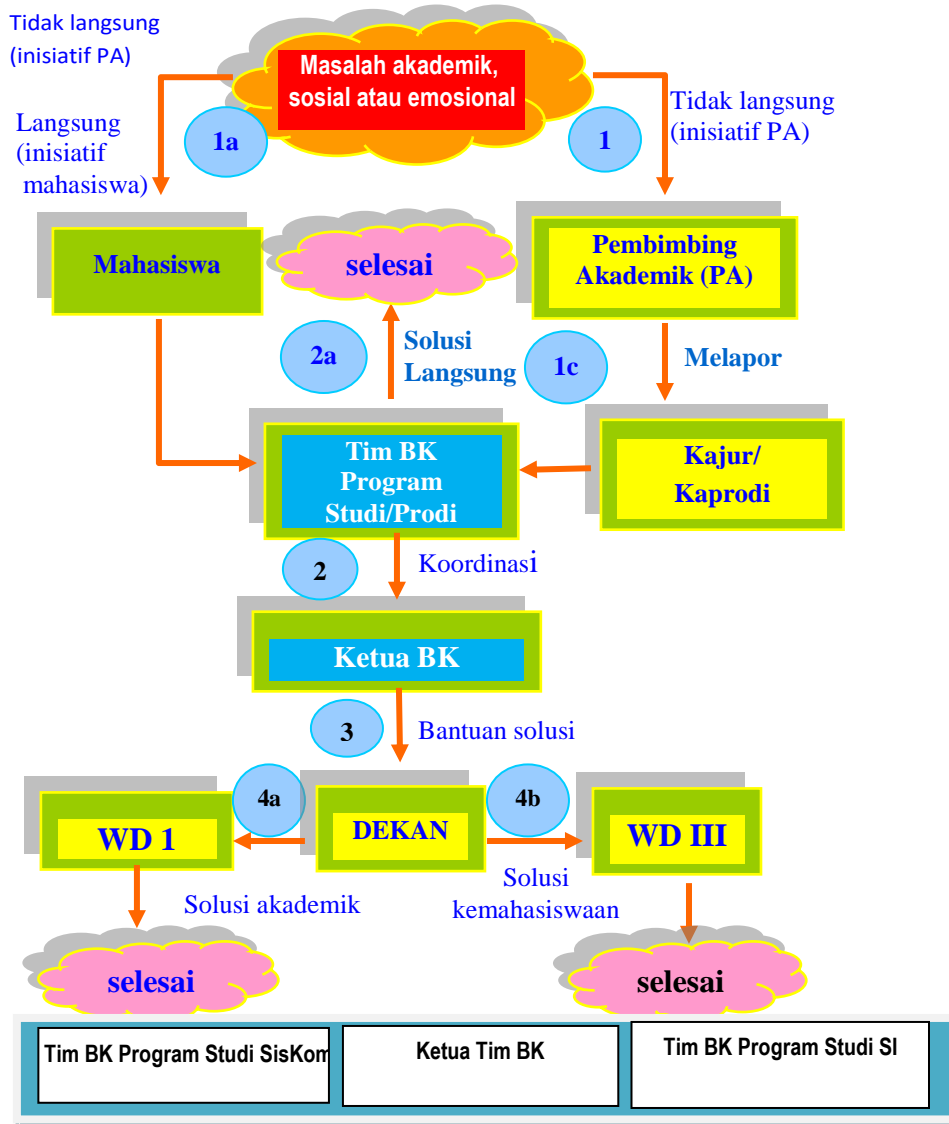 Tidak langsung
(inisiatif PA)
Masalah akademik,
sosial atau emosional
Langsung
(inisiatif
mahasiswa)
1a
1
Tidak langsung
(inisiatif PA)
Mahasiswa
selesai
Pembimbing
Akademik (PA)
2a
Solusi
Langsung
1c
Melapor
Tim BK
Program
Studi/Prodi
Kajur/
Kaprodi
2
Koordinasi
Ketua BK
3
Bantuan solusi
4a
4b
WD 1
DEKAN
WD III
Solusi akademik
Solusi
kemahasiswaan
selesai
selesai
Tim BK Program Studi SisKom
Ketua Tim BK
Tim BK Program Studi SI